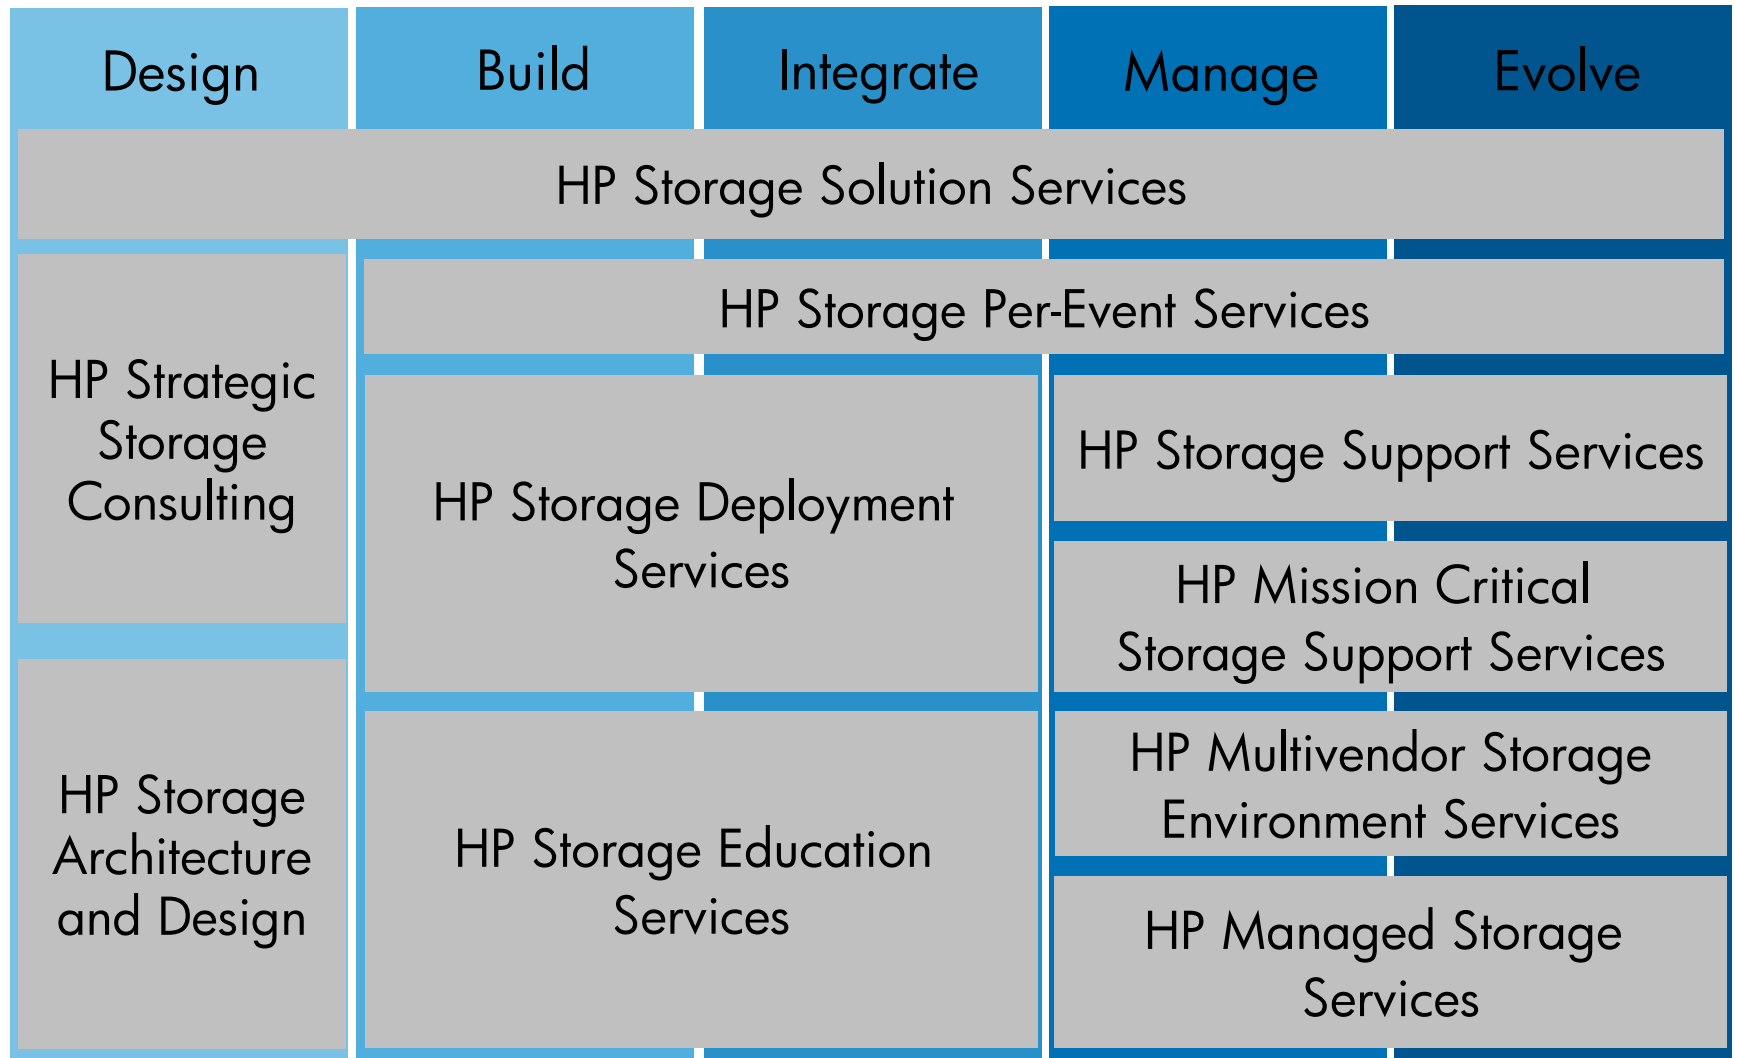 Design
Build
Integrate
Manage
Evolve
HP Storage Solution Services
HP Strategic
Storage
Consulting
HP Storage
Architecture
and Design
HP Storage Per-Event Services
HP Storage Deployment
Services
HP Storage Education
Services
HP Storage Support Services
HP Mission Critical
Storage Support Services
HP Multivendor Storage
Environment Services
HP Managed Storage
Services